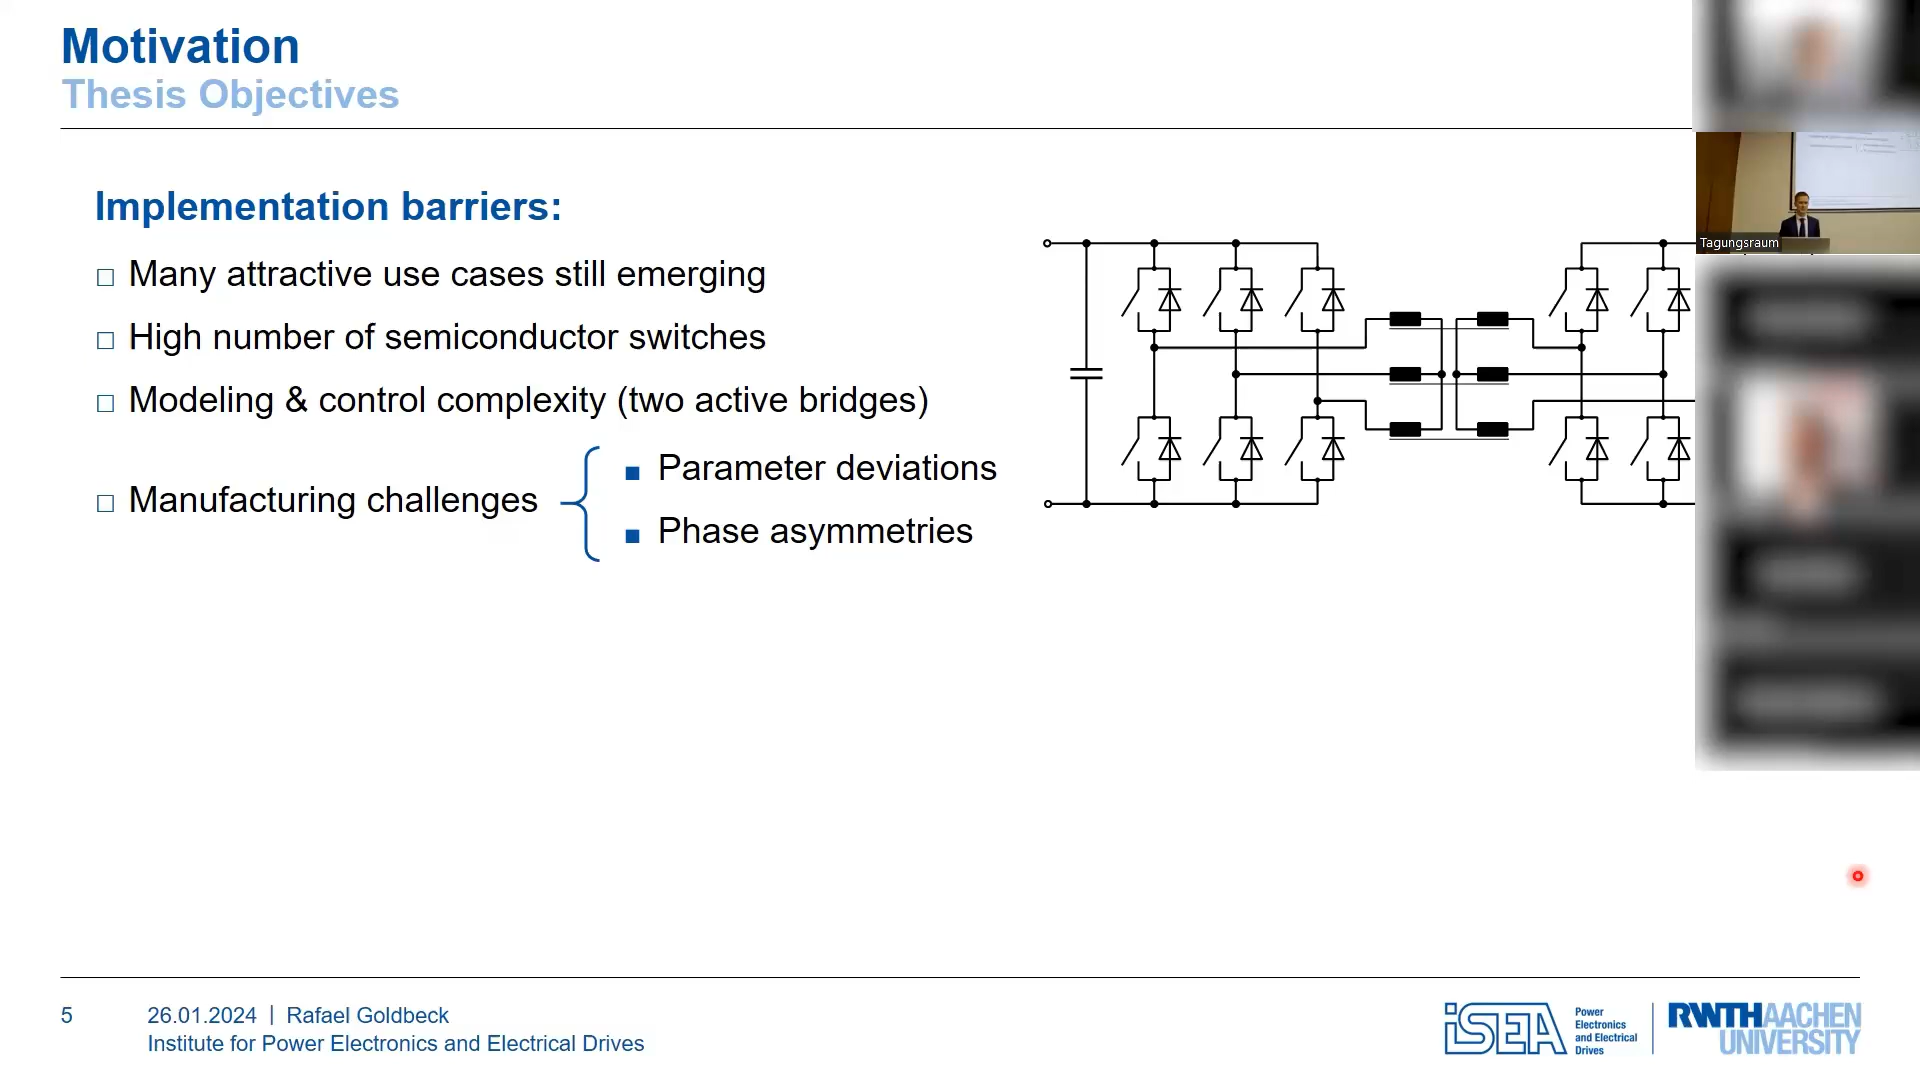 Motivation
Thesis Objectives
Implementation barriers:
Many attractive use cases still emerging
High number of semiconductor switches
Modeling & control complexity (two active bridges)
Manufacturing challenges
Parameter deviations
Phase asymmetries
Tagungsraum
5
26.01.2024 | Rafael Goldbeck
Institute for Power Electronics and Electrical Drives
iSEA
Power
Electronics
and Electrical
Drives
RWTHAACHEN
UNIVERSITY